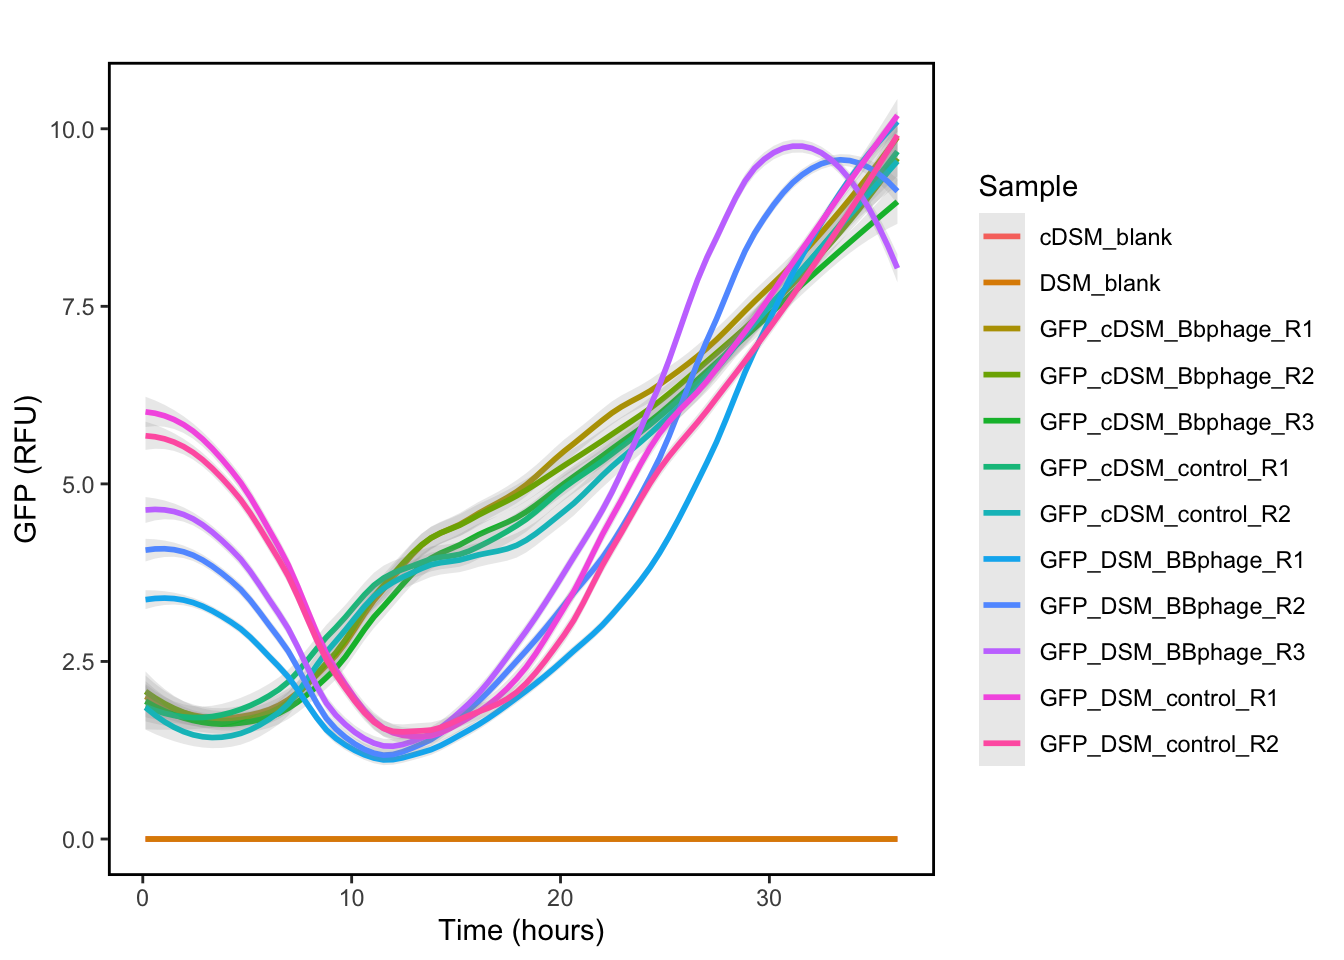 GFP (RFU)
10.0
7.5
5.0
2.5
0.0
0
10
20
30
Time (hours)
Sample
cDSM_blank
DSM_blank
GFP_cDSM_Bbphage_R1
GFP_cDSM_Bbphage_R2
GFP_cDSM_Bbphage_R3
GFP_cDSM_control_R1
GFP_cDSM_control_R2
GFP_DSM_BBphage_R1
GFP_DSM_BBphage_R2
GFP_DSM_BBphage_R3
GFP_DSM_control_R1
GFP_DSM_control_R2